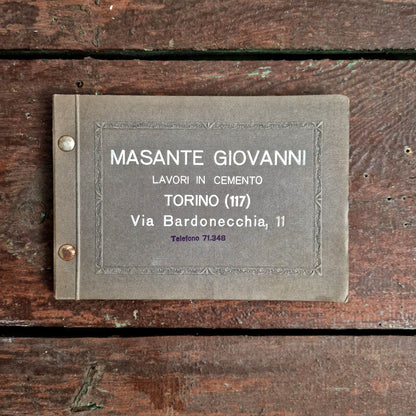 MASANTE GIOVANNI
LAVORI IN CEMENTO
TORINO (117)
Via Bardonecchia, 11
Telefono 71.348